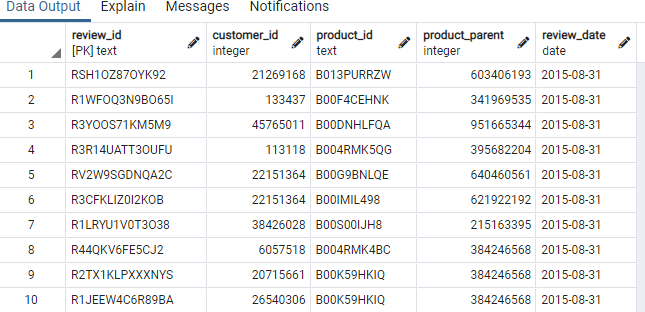 Data Output Explain Messages Notifications
review_id customer_id product_id product_parent review_date
[PK] text integer text integer date
1 RSH1OZ87OYK92 21269168 B013PURRZW 603406193 2015-08-31
2 R1WFOQ3N9BO65I 133437 B00F4CEHNK 341969535 2015-08-31
3 R3YOOS71KM5M9 45765011 B00DNHLFQA 951665344 2015-08-31
4 R3R14UATT3OUFU 113118 B004RMK5QG 395682204 2015-08-31
5 RV2W9SGDNQA2C 22151364 B00G9BNLQE 640460561 2015-08-31
6 R3CFKLIZ0I2KOB 22151364 B00IMIL498 621922192 2015-08-31
7 R1LRYU1V0T3O38 38426028 B00S00IJH8 215163395 2015-08-31
8 R44QKV6FE5CJ2 6057518 B004RMK4BC 384246568 2015-08-31
9 R2TX1KLPXXXNYS 20715661 B00K59HKIQ 384246568 2015-08-31
10 R1JEEW4C6R89BA 26540306 B00K59HKIQ 384246568 2015-08-31